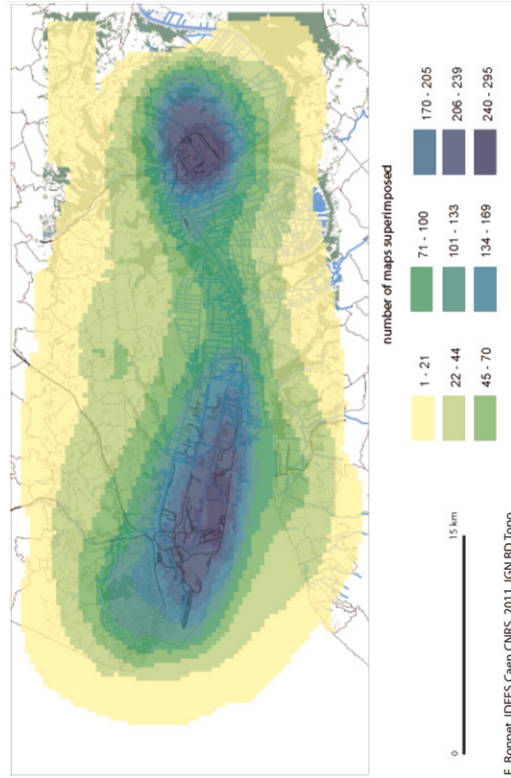 number of maps superimposed
1 - 21
22 - 44
45 - 70
71 - 100
101 - 133
134 - 169
170 - 205
206 - 239
240 - 295
0
15 km
E. Bonnet, IDEES Caen CNRS, 2011, IGN BD Topo